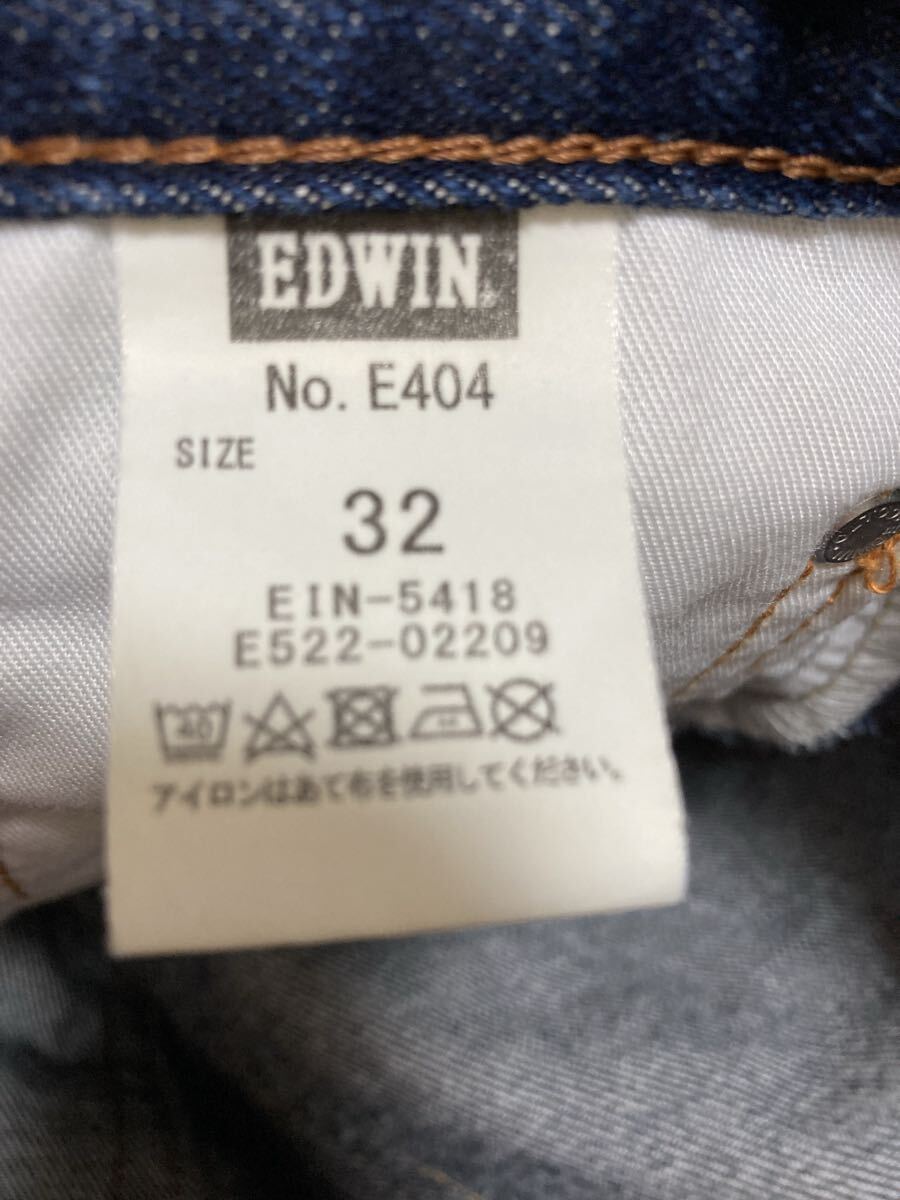 EDWIN
No. E404
SIZE
32
EIN-5418
E522-02209
40
アイロンはあて布を使用してください。